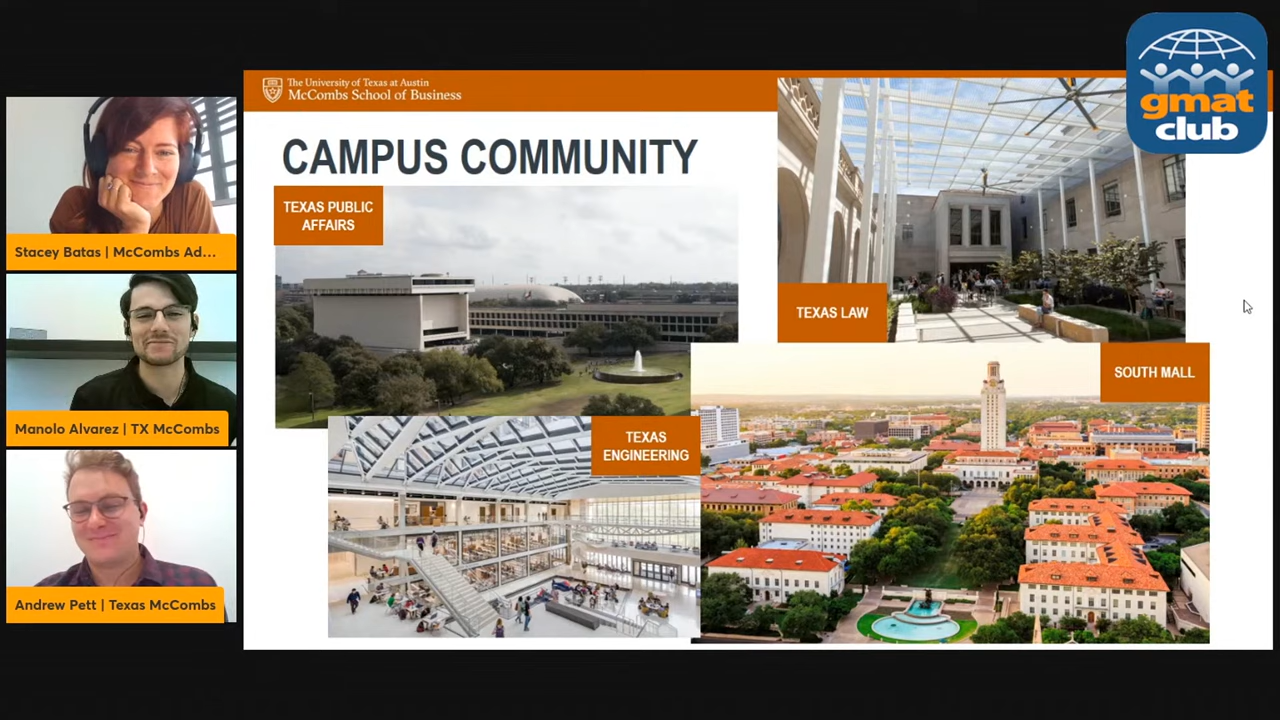 The University of Texas at Austin
McCombs School of Business
gmat
club
CAMPUS COMMUNITY
TEXAS PUBLIC
AFFAIRS
TEXAS LAW
SOUTH MALL
TEXAS
ENGINEERING
Stacey Batas | McCombs Ad...
Manolo Alvarez | TX McCombs
Andrew Pett | Texas McCombs